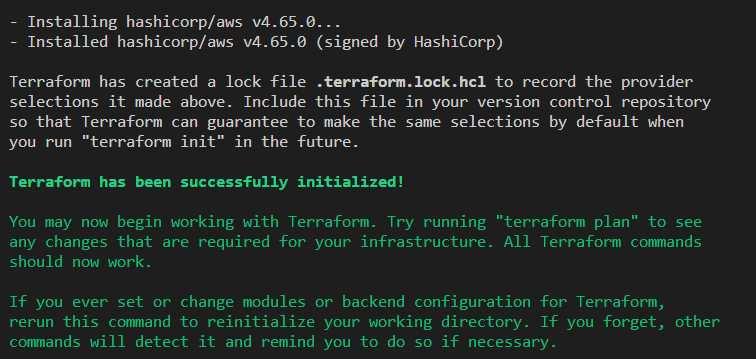 - Installing hashicorp/aws v4.65.0...
- Installed hashicorp/aws v4.65.0 (signed by HashiCorp)
Terraform has created a lock file .terraform.lock.hcl to record the provider
selections it made above. Include this file in your version control repository
so that Terraform can guarantee to make the same selections by default when
you run "terraform init" in the future.
Terraform has been successfully initialized!
You may now begin working with Terraform. Try running "terraform plan" to see
any changes that are required for your infrastructure. All Terraform commands
should now work.
If you ever set or change modules or backend configuration for Terraform,
rerun this command to reinitialize your working directory. If you forget, other
commands will detect it and remind you to do so if necessary.